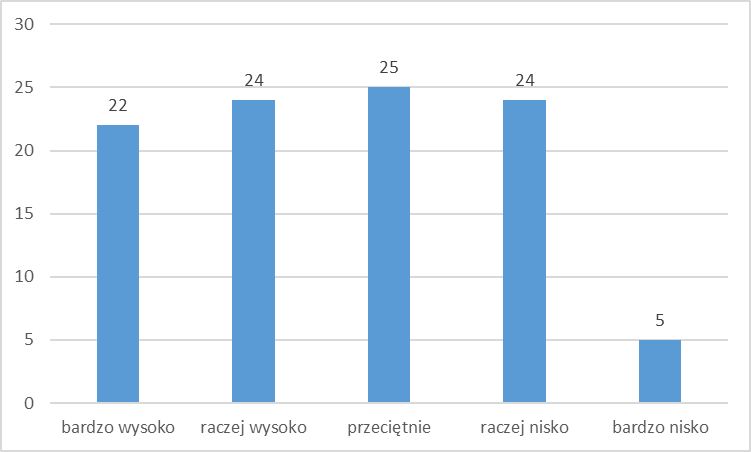 30
25
20
15
10
5
0
22
24
25
24
5
bardzo wysoko
raczej wysoko
przeciętnie
raczej nisko
bardzo nisko